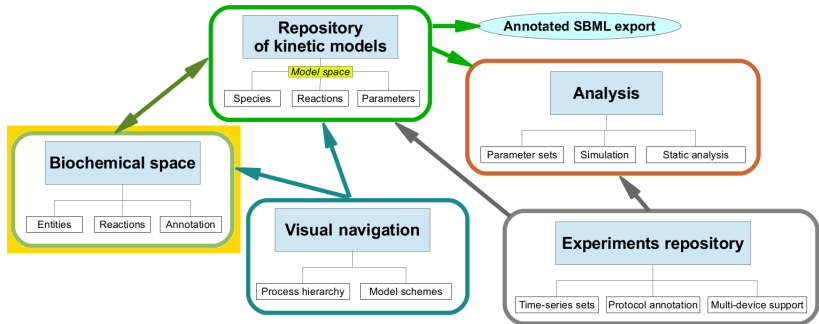 Repository
of kinetic models
Model space
Species
Reactions
Parameters
Annotated SBML export
Analysis
Parameter sets
Simulation
Static analysis
Biochemical space
Entities
Reactions
Annotation
Visual navigation
Process hierarchy
Model schemes
Experiments repository
Time-series sets
Protocol annotation
Multi-device support